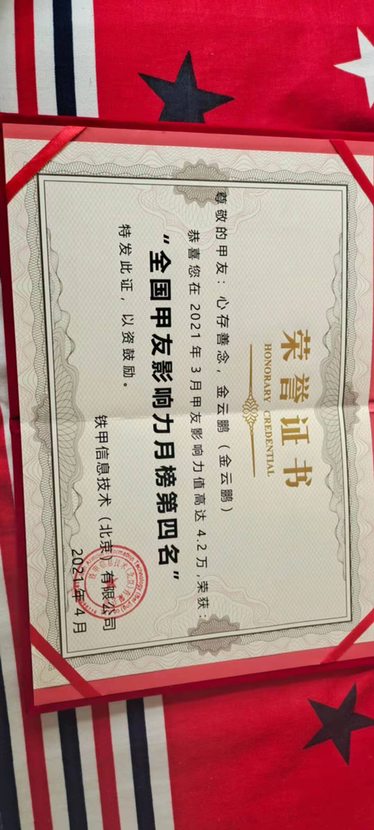 荣誉证书
HONORARY CREDENTIAL
尊敬的甲友：心存善念，金云鹏（金云鹏）
恭喜您在2021年3月甲友影响力值高达4.2万,荣获：
“全国甲友影响力月榜第四名”
特发此证，以资鼓励。
铁甲信息技术（北京）有限公司
2021年4月